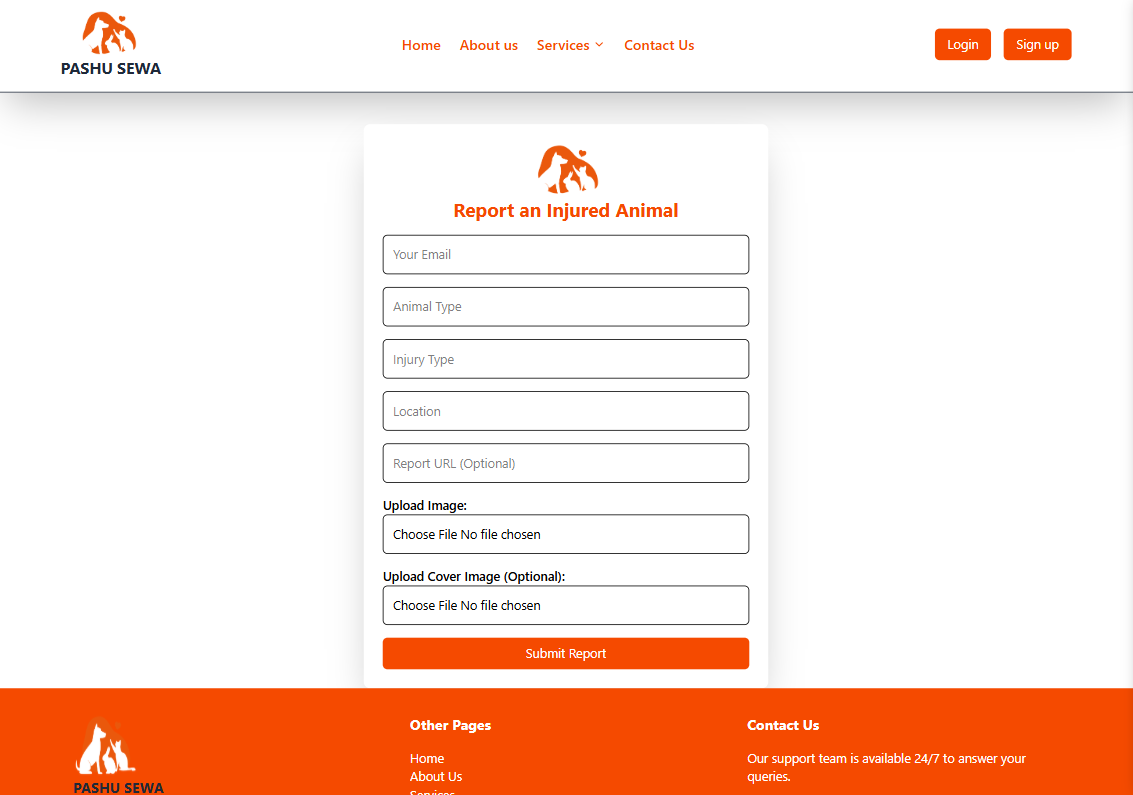 PASHU SEWA
Home About us Services Contact Us
Login Sign up
Report an Injured Animal
Your Email
Animal Type
Injury Type
Location
Report URL (Optional)
Upload Image:
Choose File No file chosen
Upload Cover Image (Optional):
Choose File No file chosen
Submit Report
PASHU SEWA
Other Pages
Home
About Us
Services
Contact Us
Our support team is available 24/7 to answer your
queries.